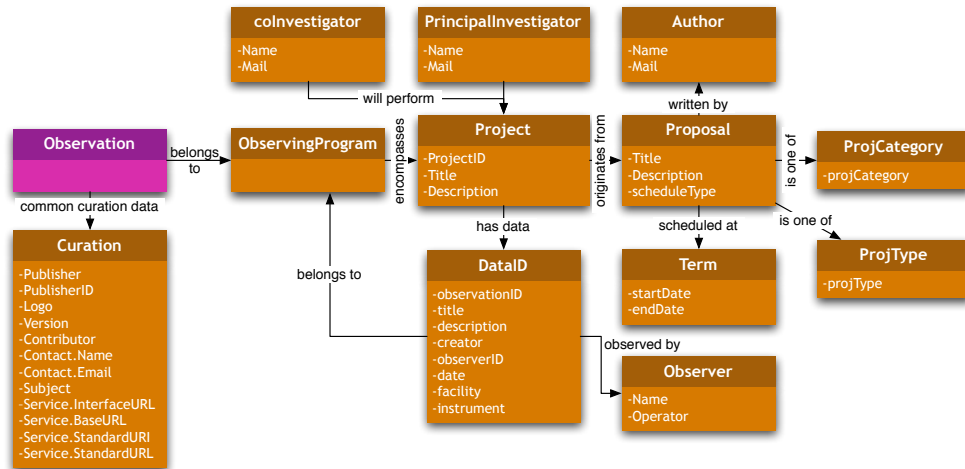 coInvestigator
-Name
-Mail
PrincipalInvestigator
-Name
-Mail
Author
-Name
-Mail
will perform
written by
Observation
belongs
to
ObservingProgram
encompasses
Project
-ProjectID
-Title
-Description
originates from
Proposal
-Title
-Description
-scheduleType
is one of
ProjCategory
-projCategory
is one of
ProjType
-projType
common curation data
has data
scheduled at
Curation
-Publisher
-PublisherID
-Logo
-Version
-Contributor
-Contact.Name
-Contact.Email
-Subject
-Service.InterfaceURL
-Service.BaseURL
-Service.StandardURI
-Service.StandardURL
belongs to
DataID
-observationID
-title
-description
-creator
-observerID
-date
-facility
-instrument
Term
-startDate
-endDate
observed by
Observer
-Name
-Operator